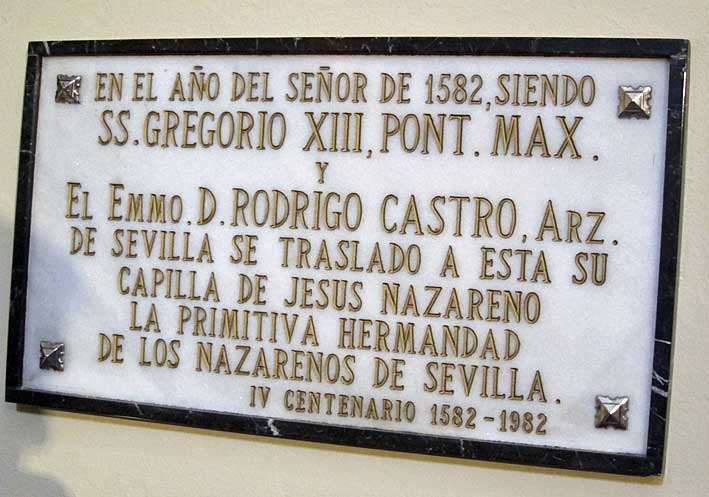 EN EL AÑO DEL SEÑOR DE 1582, SIENDO
SS. GREGORIO XIII, PONT. MAX.
Y
EL EMMO. D. RODRIGO CASTRO, ARZ.
DE SEVILLA SE TRASLADO A ESTA SU
CAPILLA DE JESUS NAZARENO
LA PRIMITIVA HERMANDAD
DE LOS NAZARENOS DE SEVILLA.
IV CENTENARIO 1582-1982